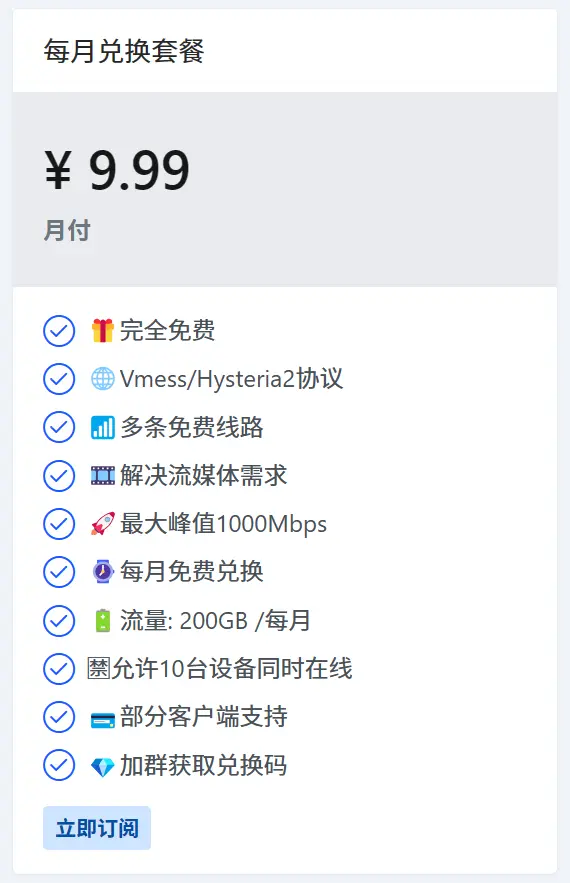 每月兑换套餐
¥ 9.99
月付
🎁完全免费
🌐Vmess/Hysteria2协议
📶多条免费线路
🎞️解决流媒体需求
🚀最大峰值1000Mbps
⌚每月免费兑换
🔋流量: 200GB /每月
🈲允许10台设备同时在线
💳部分客户端支持
💎加群获取兑换码
立即订阅